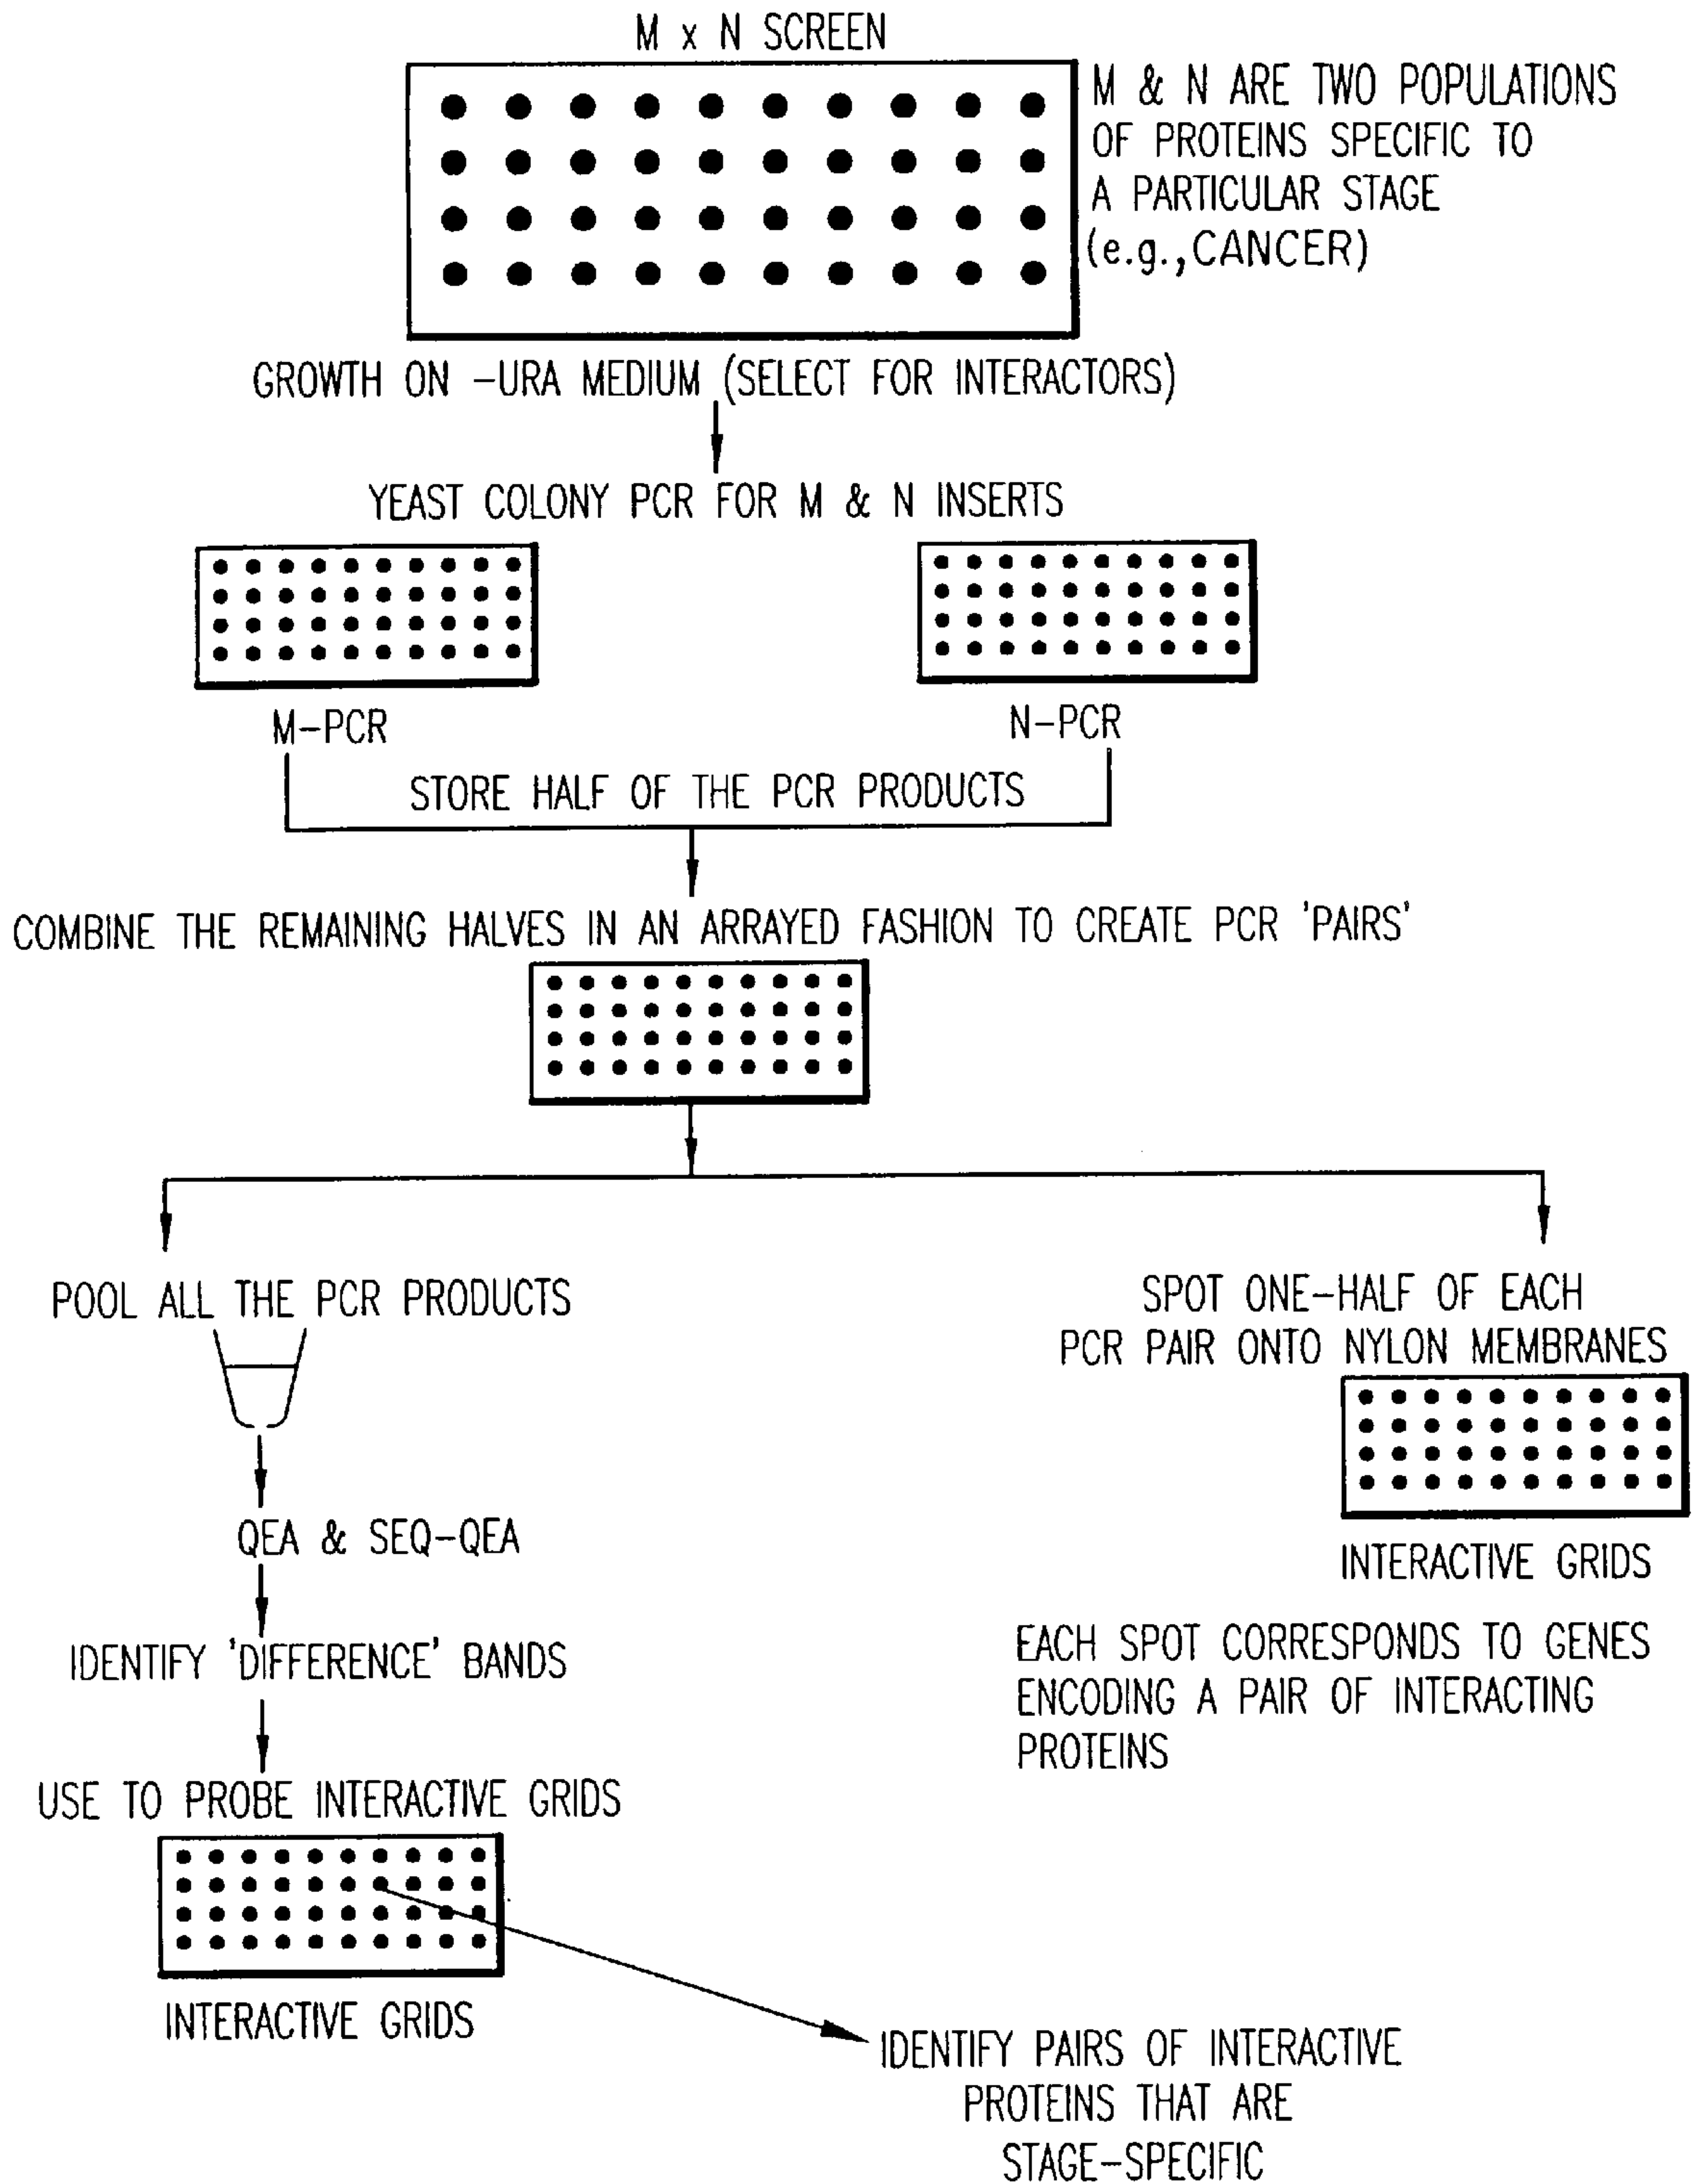 M x N SCREEN
M & N ARE TWO POPULATIONS
OF PROTEINS SPECIFIC TO
A PARTICULAR STAGE
(e.g.,CANCER)
GROWTH ON -URA MEDIUM (SELECT FOR INTERACTORS)
YEAST COLONY PCR FOR M & N INSERTS
M-PCR
N-PCR
STORE HALF OF THE PCR PRODUCTS
COMBINE THE REMAINING HALVES IN AN ARRAYED FASHION TO CREATE PCR 'PAIRS'
POOL ALL THE PCR PRODUCTS
QEA & SEQ-QEA
IDENTIFY 'DIFFERENCE' BANDS
USE TO PROBE INTERACTIVE GRIDS
INTERACTIVE GRIDS
SPOT ONE-HALF OF EACH
PCR PAIR ONTO NYLON MEMBRANES
INTERACTIVE GRIDS
EACH SPOT CORRESPONDS TO GENES
ENCODING A PAIR OF INTERACTING
PROTEINS
IDENTIFY PAIRS OF INTERACTIVE
PROTEINS THAT ARE
STAGE-SPECIFIC